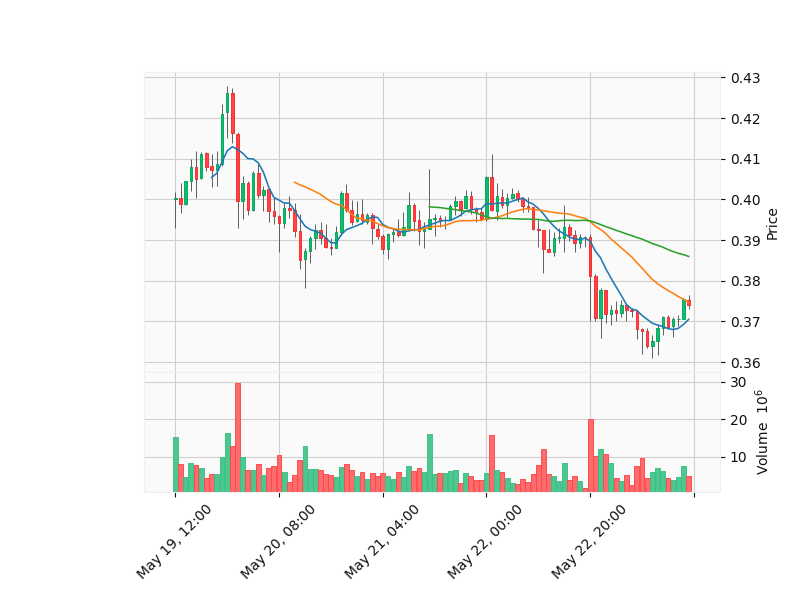 0.43
0.42
0.41
0.40
0.39
0.38
0.37
0.36
Price
30
20
10
Volume 10^6
May 19, 12:00
May 20, 08:00
May 21, 04:00
May 22, 00:00
May 22, 20:00